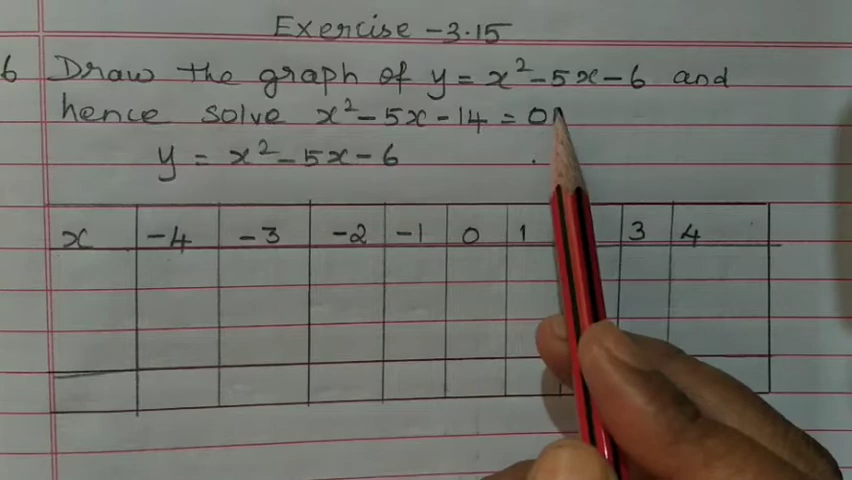 Exercise -3.15
6 Draw the graph of y = x² - 5x - 6 and
hence solve x² - 5x - 14 = 0
y = x² - 5x - 6
x -4 -3 -2 -1 0 1 3 4